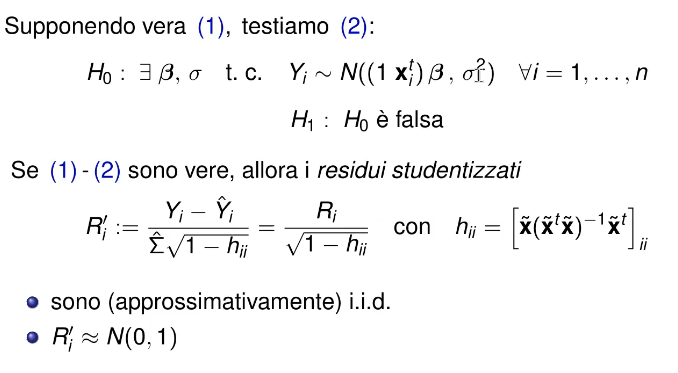 Supponendo vera (1), testiamo (2):
H₀ : ∃ β, σ t. c. Yᵢ ∼ N((1 xᵢᵗ) β , σ²) ∀i = 1, . . . , n
H₁ : H₀ è falsa
Se (1) - (2) sono vere, allora i residui studentizzati
R′ᵢ := (Yᵢ − Ŷᵢ) / (Σ̂√(1 − hᵢᵢ)) = Rᵢ / √(1 − hᵢᵢ) con hᵢᵢ = [x̃(x̃ᵗx̃)⁻¹x̃ᵗ]ᵢᵢ
sono (approssimativamente) i.i.d.
R′ᵢ ≈ N(0, 1)